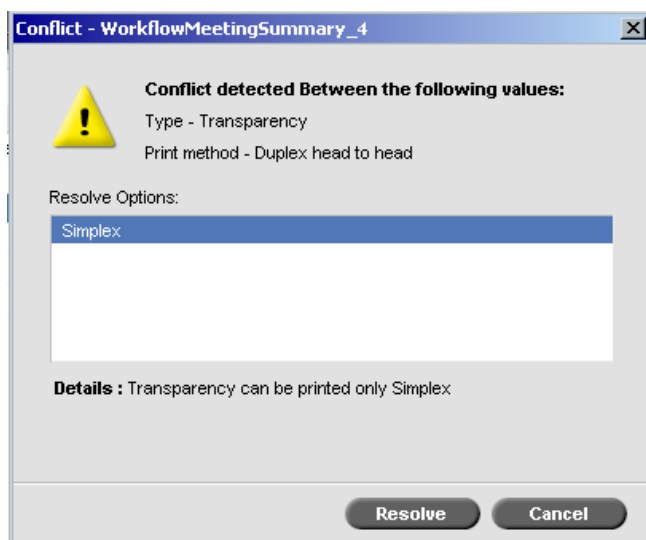 Conflict - WorkflowMeetingSummary_4
Conflict detected Between the following values:
Type - Transparency
Print method - Duplex head to head
Resolve Options:
Simplex
Details : Transparency can be printed only Simplex
Resolve Cancel